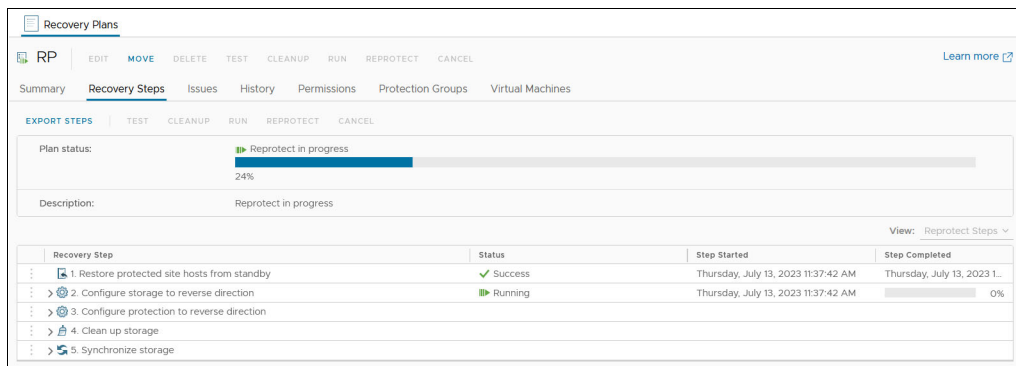 Recovery Plans
RP EDIT MOVE DELETE TEST CLEANUP RUN REPROTECT CANCEL Learn more
Summary Recovery Steps Issues History Permissions Protection Groups Virtual Machines
EXPORT STEPS TEST CLEANUP RUN REPROTECT CANCEL
Plan status: Reprotect in progress
24%
Description: Reprotect in progress
View: Reprotect Steps
Recovery Step Status Step Started Step Completed
1. Restore protected site hosts from standby Success Thursday, July 13, 2023 11:37:42 AM Thursday, July 13, 2023 1...
2. Configure storage to reverse direction Running Thursday, July 13, 2023 11:37:42 AM 0%
3. Configure protection to reverse direction
4. Clean up storage
5. Synchronize storage